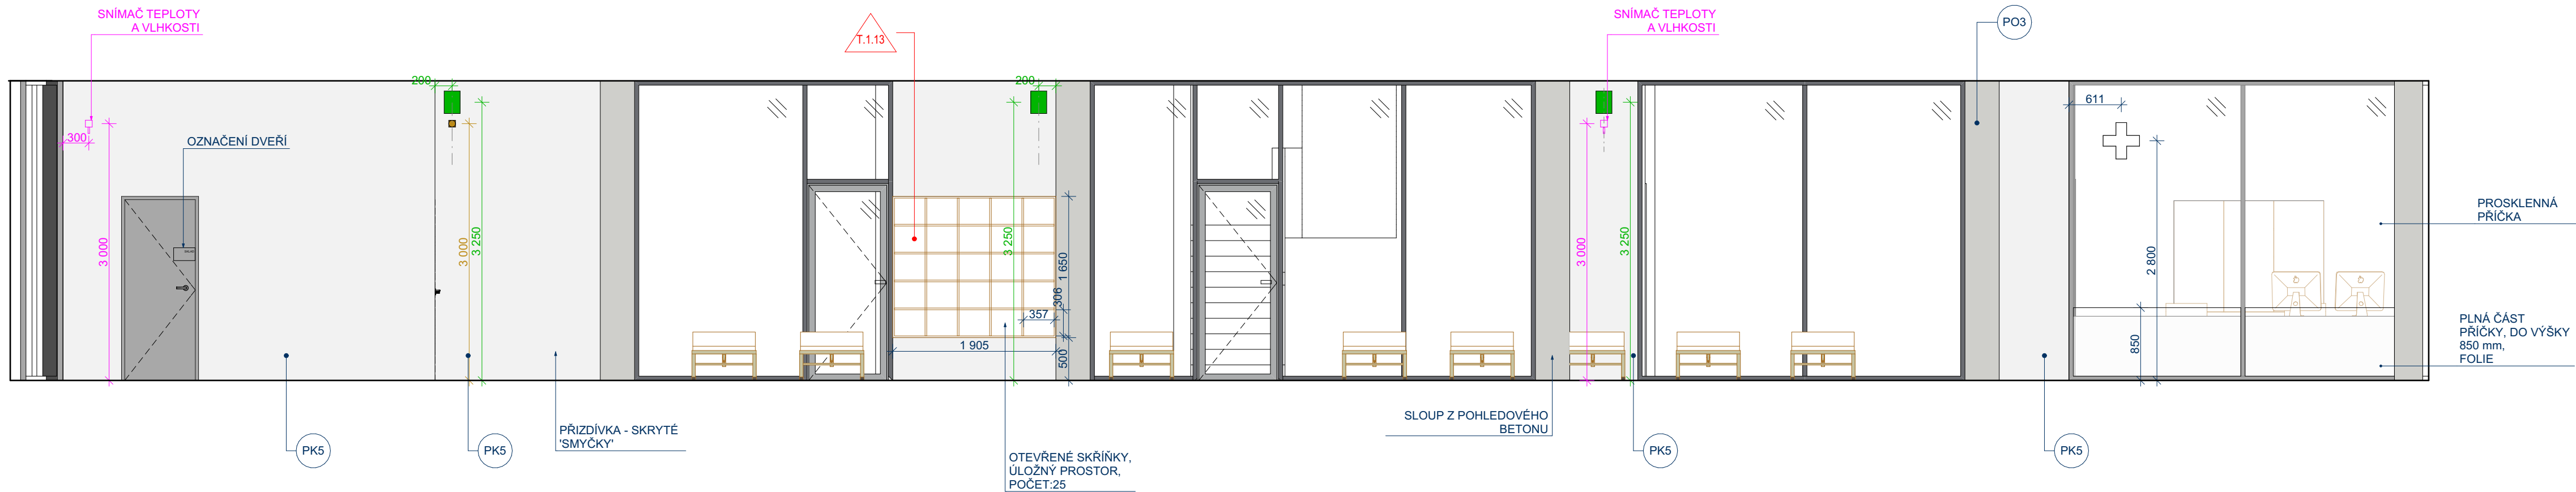 SNÍMAČ TEPLOTY
A VLHKOSTI
T.1.13
SNÍMAČ TEPLOTY
A VLHKOSTI
PO3
200
200
300
611
OZNAČENÍ DVEŘÍ
3 000
3 000
3 250
3 250
1 650
306
357
1 905
500
3 000
3 250
2 800
850
PROSKLENNÁ
PŘÍČKA
PLNÁ ČÁST
PŘÍČKY, DO VÝŠKY
850 mm,
FOLIE
PK5
PK5
PŘIZDÍVKA - SKRYTÉ
'SMYČKY'
OTEVŘENÉ SKŘÍŇKY,
ÚLOŽNÝ PROSTOR,
POČET:25
SLOUP Z POHLEDOVÉHO
BETONU
PK5
PK5